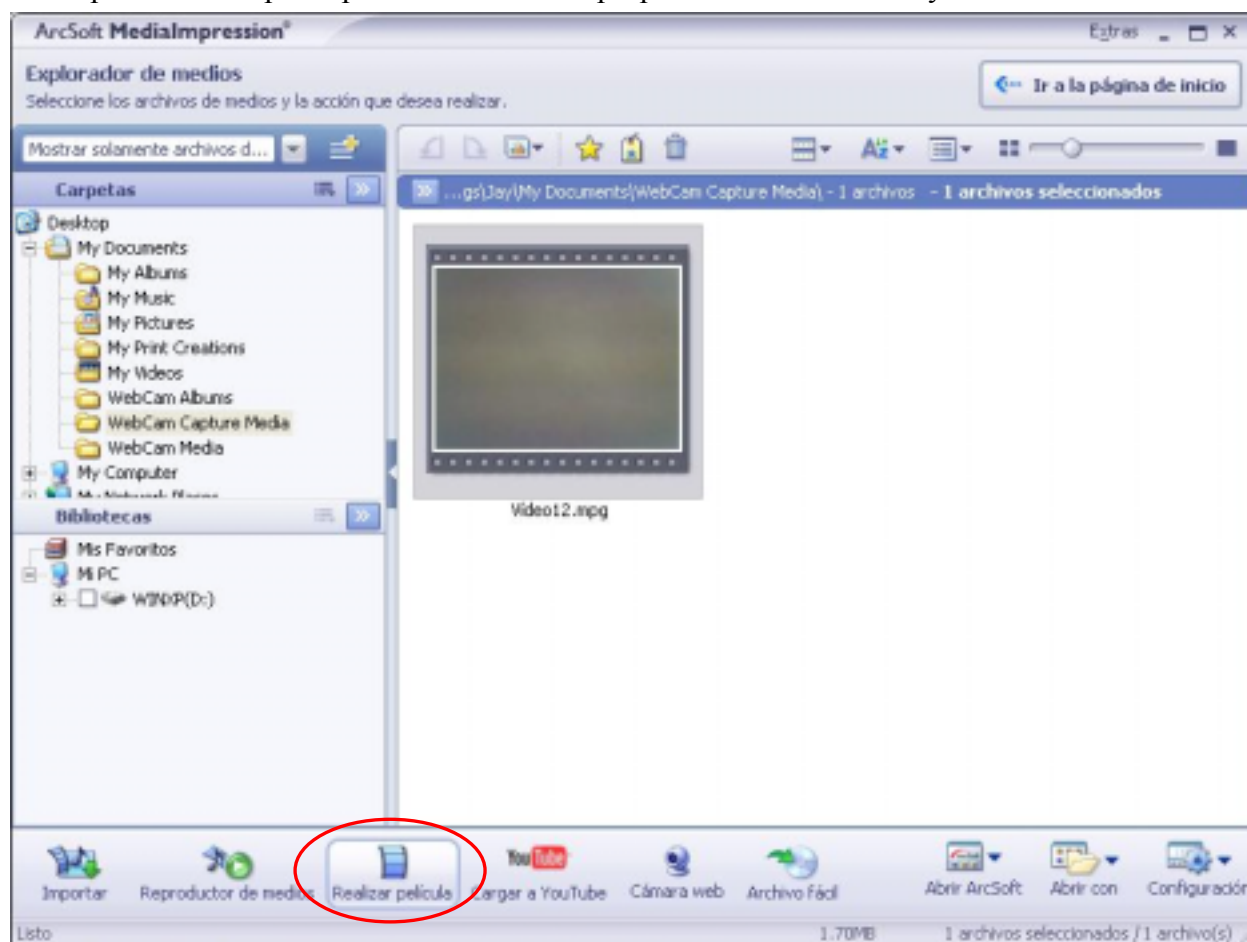 ArcSoft MediaImpression®
Extras
Explorador de medios
Seleccione los archivos de medios y la acción que desea realizar.
Ir a la página de inicio
Mostrar solamente archivos d...
Carpetas
...gs\Jay\My Documents\WebCam Capture Media\ - 1 archivos - 1 archivos seleccionados
Desktop
My Documents
My Albums
My Music
My Pictures
My Print Creations
My Videos
WebCam Albums
WebCam Capture Media
WebCam Media
My Computer
My Network Places
Video12.mpg
Bibliotecas
Mis Favoritos
Mi PC
WINXP(D:)
Importar
Reproductor de medios
Realizar película
YouTube
Cargar a YouTube
Cámara web
Archivo fácil
Abrir ArcSoft
Abrir con
Configuración
Listo
1.70MB
1 archivos seleccionados / 1 archivo(s)